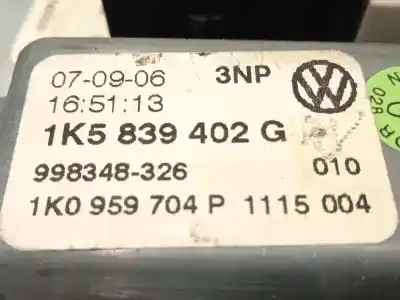 07-09-06 3NP
16:51:13
1K5 839 402 G
998348-326 010
1K0 959 704 P 1115 004